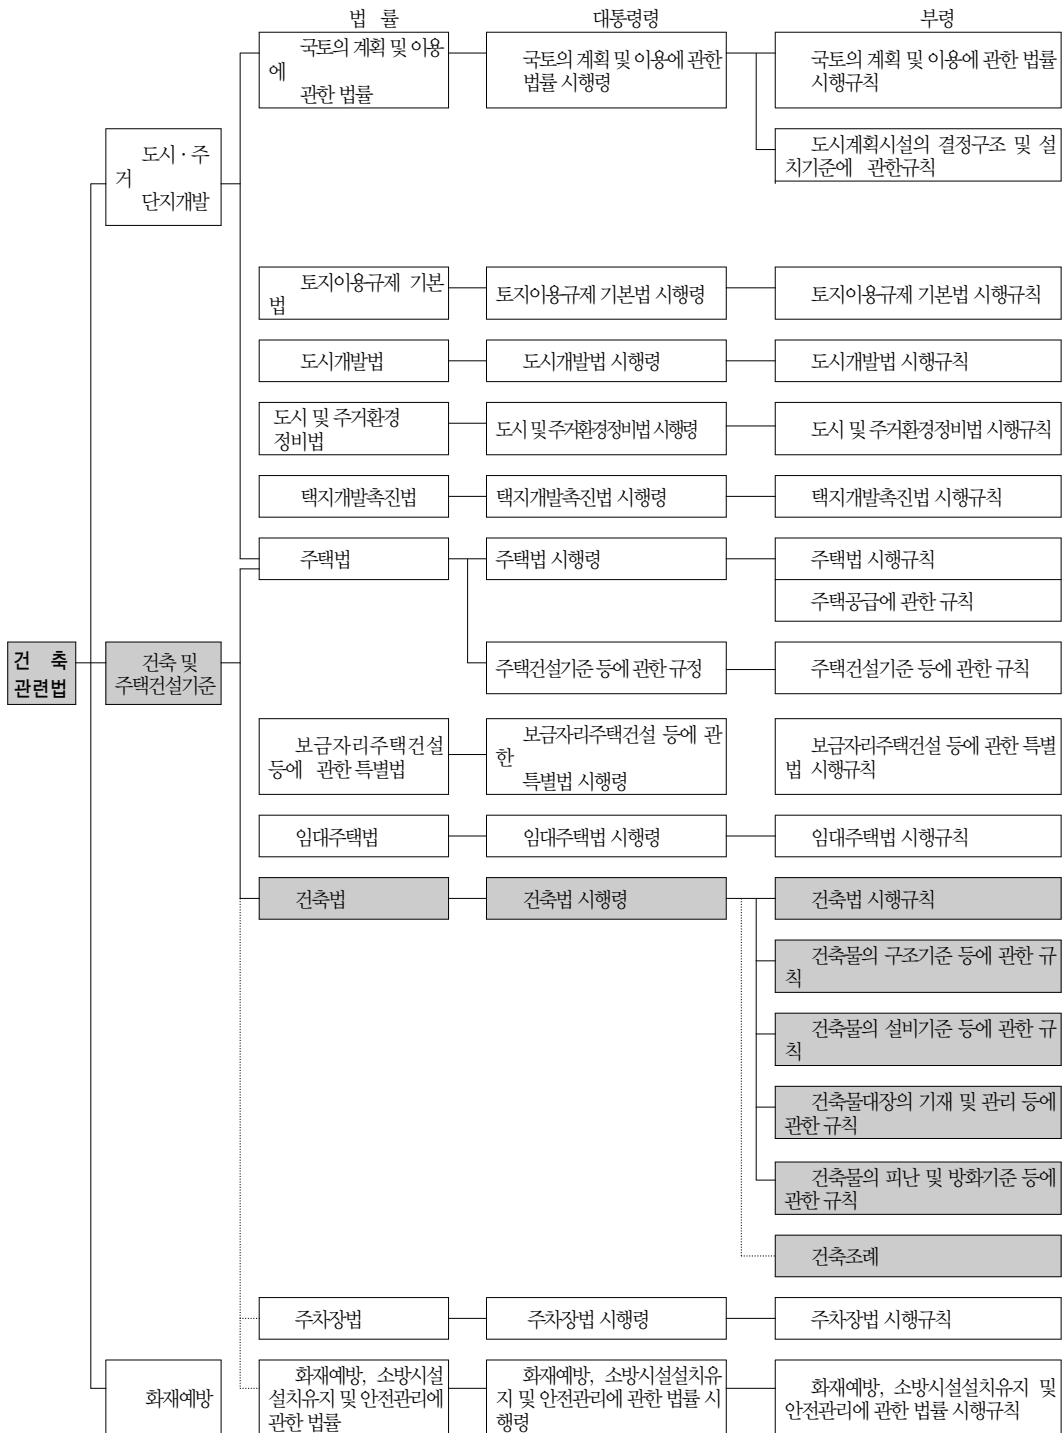 법 률
대통령령
부령
국토의 계획 및 이용
에
관한 법률
국토의 계획 및 이용에 관한
법률 시행령
국토의 계획 및 이용에 관한 법률
시행규칙
도시계획시설의 결정구조 및 설
치기준에 관한규칙
도시·주
거
단지개발
토지이용규제 기본
법
토지이용규제 기본법 시행령
토지이용규제 기본법 시행규칙
도시개발법
도시개발법 시행령
도시개발법 시행규칙
도시 및 주거환경
정비법
도시 및 주거환경정비법 시행령
도시 및 주거환경정비법 시행규칙
택지개발촉진법
택지개발촉진법 시행령
택지개발촉진법 시행규칙
주택법
주택법 시행령
주택법 시행규칙
주택공급에 관한 규칙
건 축
관련법
건축 및
주택건설기준
주택건설기준 등에 관한 규정
주택건설기준 등에 관한 규칙
보금자리주택건설
등에 관한 특별법
보금자리주택건설 등에 관
한
특별법 시행령
보금자리주택건설 등에 관한 특별
법 시행규칙
임대주택법
임대주택법 시행령
임대주택법 시행규칙
건축법
건축법 시행령
건축법 시행규칙
건축물의 구조기준 등에 관한 규
칙
건축물의 설비기준 등에 관한 규
칙
건축물대장의 기재 및 관리 등에
관한 규칙
건축물의 피난 및 방화기준 등에
관한 규칙
건축조례
주차장법
주차장법 시행령
주차장법 시행규칙
화재예방
화재예방, 소방시설
설치유지 및 안전관리에
관한 법률
화재예방, 소방시설설치유
지 및 안전관리에 관한 법률 시
행령
화재예방, 소방시설설치유지 및
안전관리에 관한 법률 시행규칙